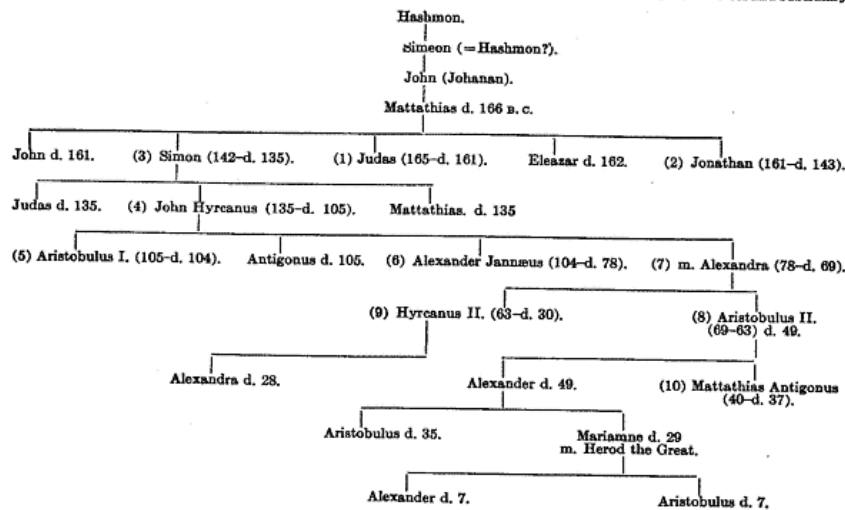 Hashmon.
Simeon (=Hashmon?).
John (Johanan).
Mattathias d. 166 B.C.
John d. 161. (3) Simon (142–d. 135). (1) Judas (165–d. 161). Eleazar d. 162. (2) Jonathan (161–d. 143).
Judas d. 135. (4) John Hyrcanus (135–d. 105). Mattathias. d. 135
(5) Aristobulus I. (105–d. 104). Antigonus d. 105. (6) Alexander Jannæus (104–d. 78). (7) m. Alexandra (78–d. 69).
(9) Hyrcanus II. (63–d. 30). (8) Aristobulus II.
(69–63) d. 49.
Alexandra d. 28. Alexander d. 49. (10) Mattathias Antigonus
(40–d. 37).
Aristobulus d. 35. Mariamne d. 29
m. Herod the Great.
Alexander d. 7. Aristobulus d. 7.